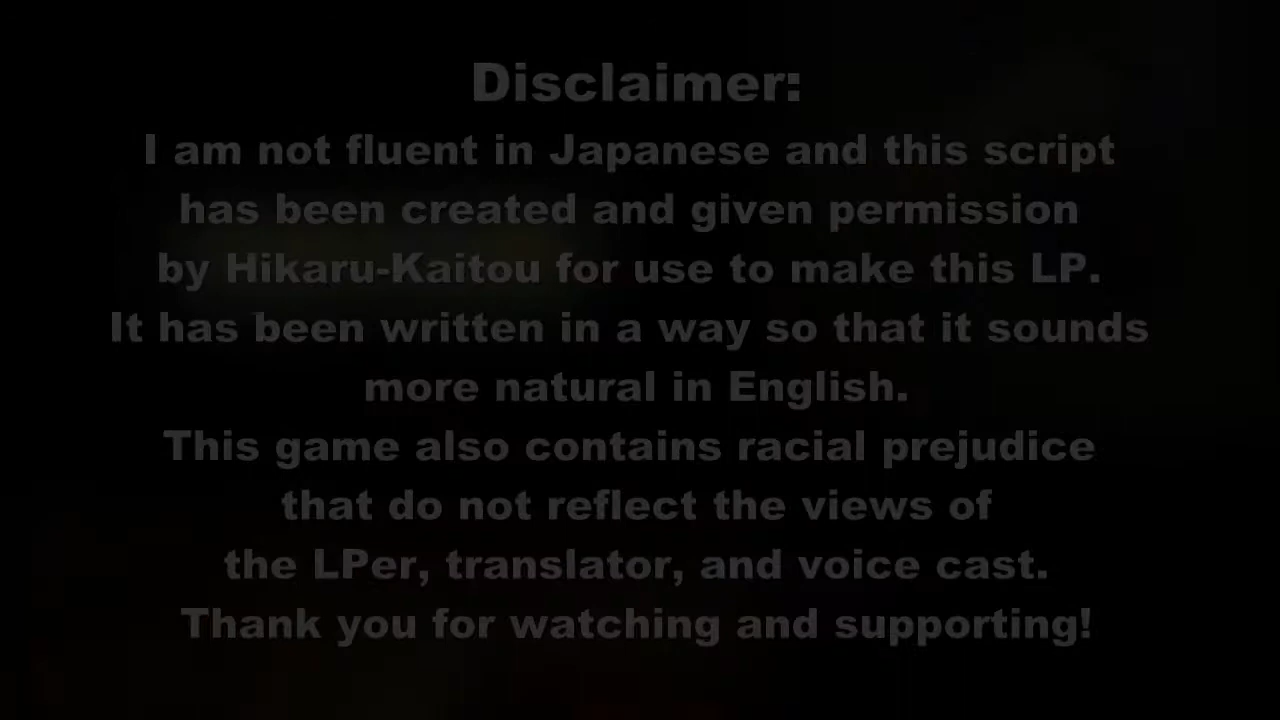 Disclaimer:
I am not fluent in Japanese and this script
has been created and given permission
by Hikaru-Kaitou for use to make this LP.
It has been written in a way so that it sounds
more natural in English.
This game also contains racial prejudice
that do not reflect the views of
the LPer, translator, and voice cast.
Thank you for watching and supporting!